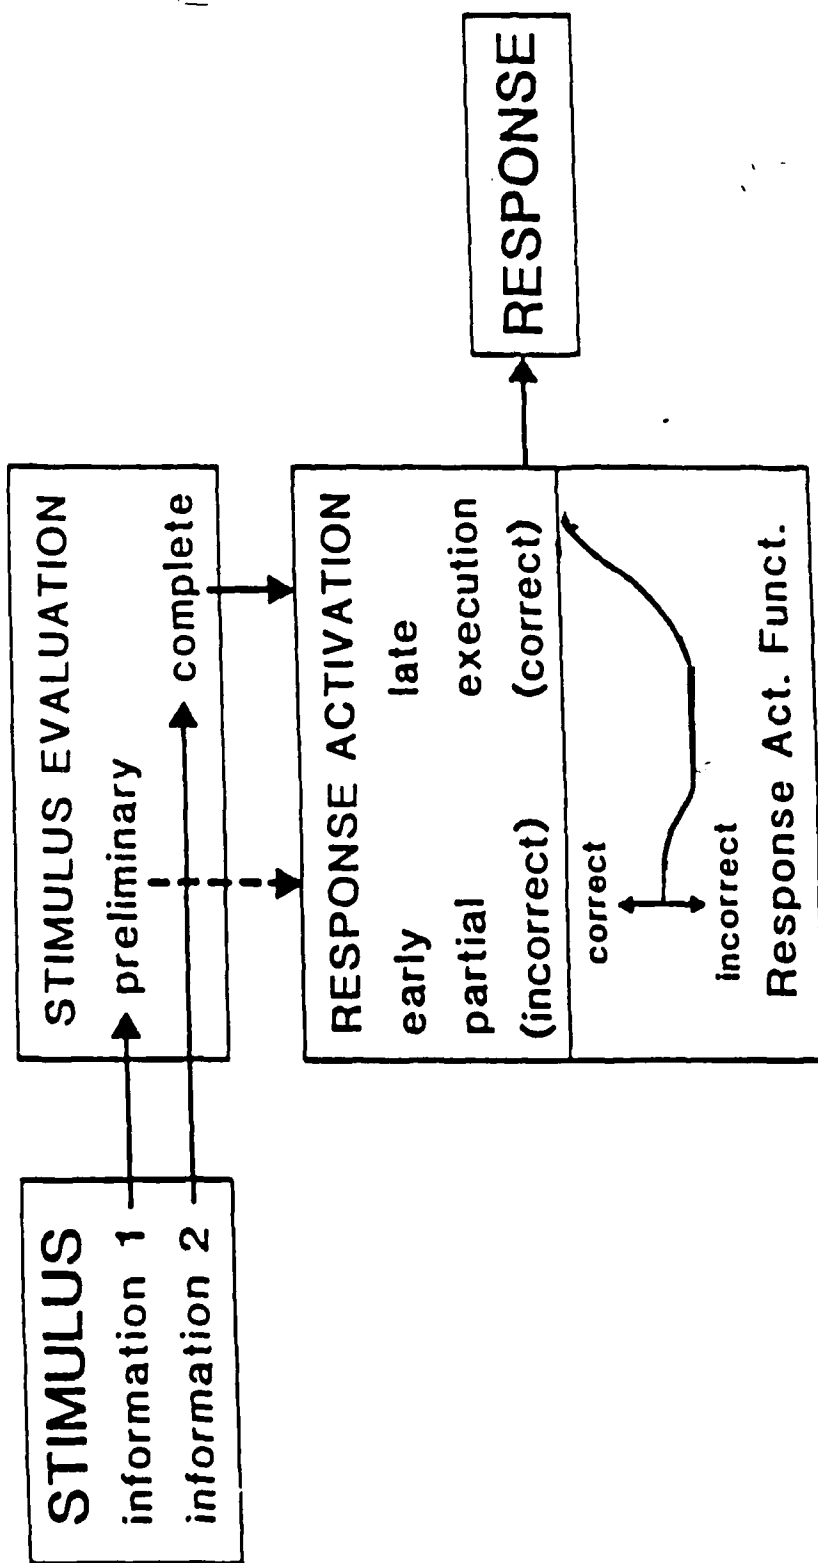 STIMULUS
information 1
information 2
STIMULUS EVALUATION
preliminary
complete
RESPONSE ACTIVATION
early late
partial execution
(incorrect) (correct)
correct
incorrect
Response Act. Funct.
RESPONSE